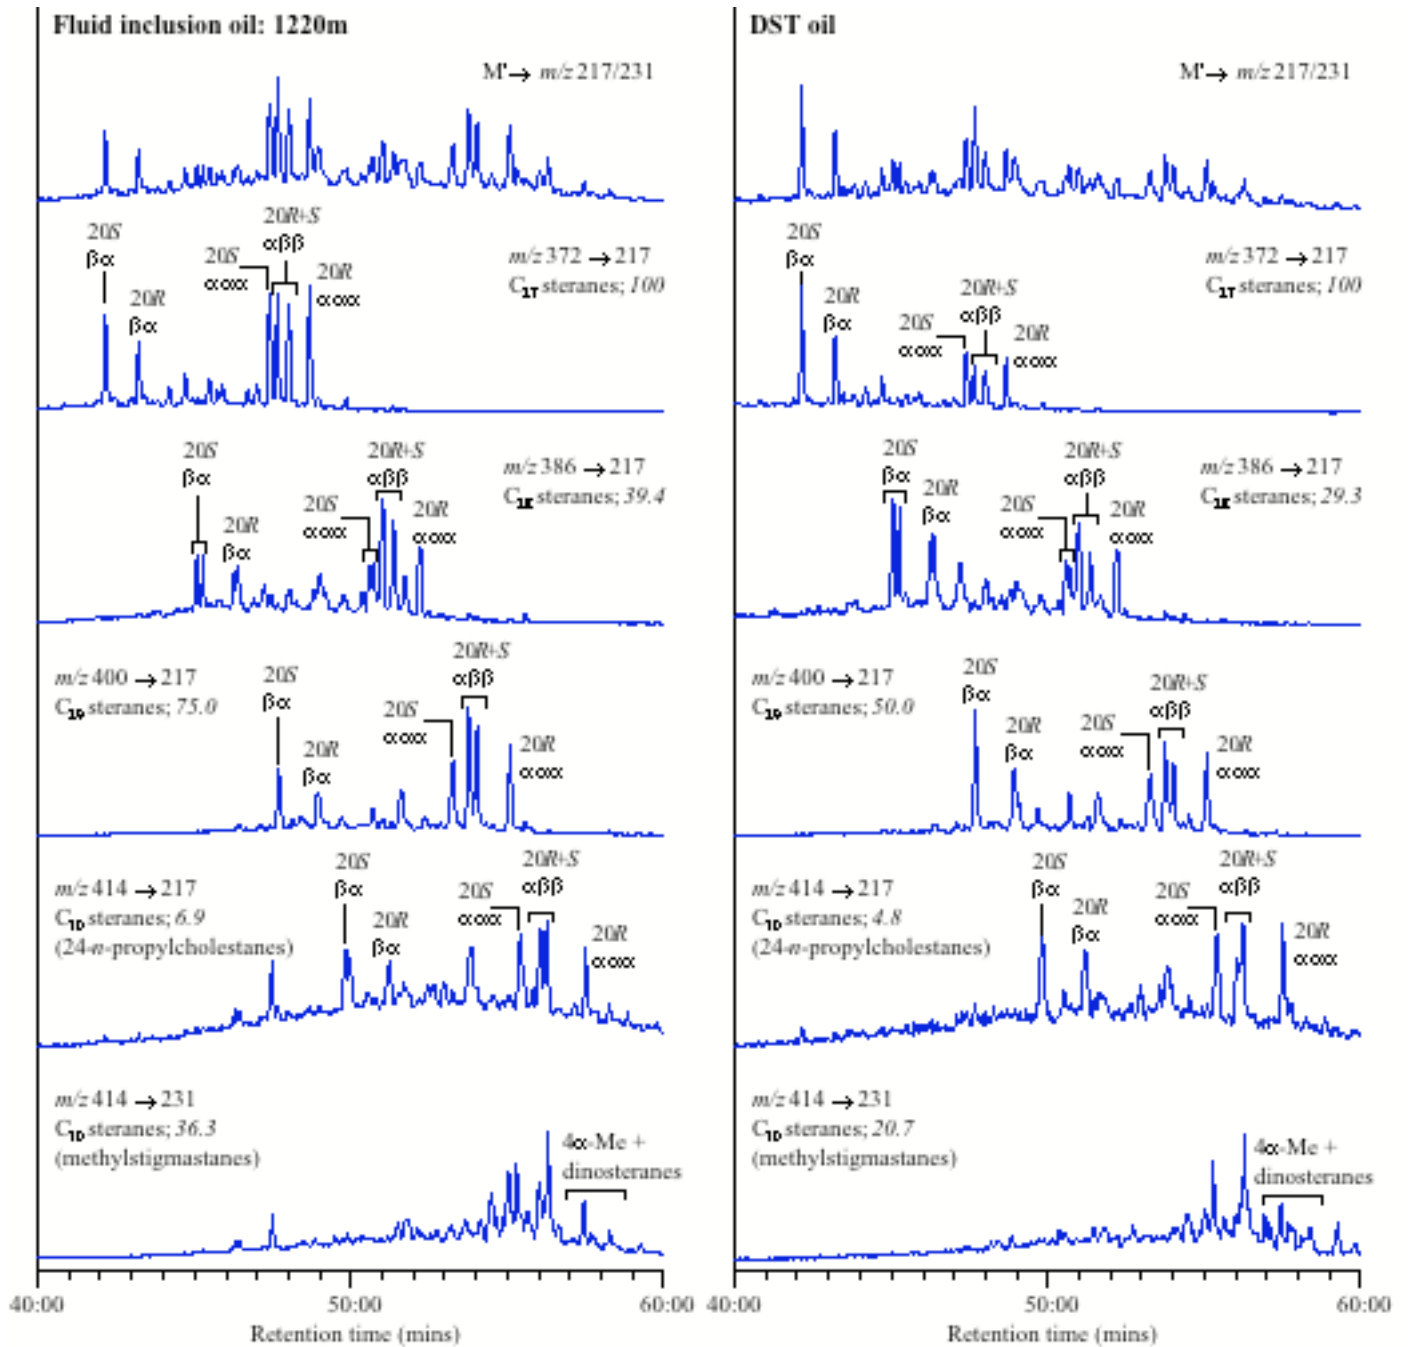 Fluid inclusion oil: 1220m
M⁺→ m/z 217/231
20S
βα
20R
βα
20S
ααα
20R+S
αββ
20R
ααα
m/z 372 → 217
C27 steranes; 100
20S
βα
20R
βα
20S
ααα
20R+S
αββ
20R
ααα
m/z 386 → 217
C28 steranes; 39.4
m/z 400 → 217
C29 steranes; 75.0
20S
βα
20R
βα
20S
ααα
20R+S
αββ
20R
ααα
m/z 414 → 217
C30 steranes; 6.9
(24-n-propylcholestanes)
20S
βα
20R
βα
20S
ααα
20R+S
αββ
20R
ααα
m/z 414 → 231
C30 steranes; 36.3
(methylstigmastanes)
4α-Me +
dinosteranes
40:00 50:00 60:00
Retention time (mins)
DST oil
M⁺→ m/z 217/231
20S
βα
20R
βα
20S
ααα
20R+S
αββ
20R
ααα
m/z 372 → 217
C27 steranes; 100
20S
βα
20R
βα
20S
ααα
20R+S
αββ
20R
ααα
m/z 386 → 217
C28 steranes; 29.3
m/z 400 → 217
C29 steranes; 50.0
20S
βα
20R
βα
20S
ααα
20R+S
αββ
20R
ααα
m/z 414 → 217
C30 steranes; 4.8
(24-n-propylcholestanes)
20S
βα
20R
βα
20S
ααα
20R+S
αββ
20R
ααα
m/z 414 → 231
C30 steranes; 20.7
(methylstigmastanes)
4α-Me +
dinosteranes
40:00 50:00 60:00
Retention time (mins)